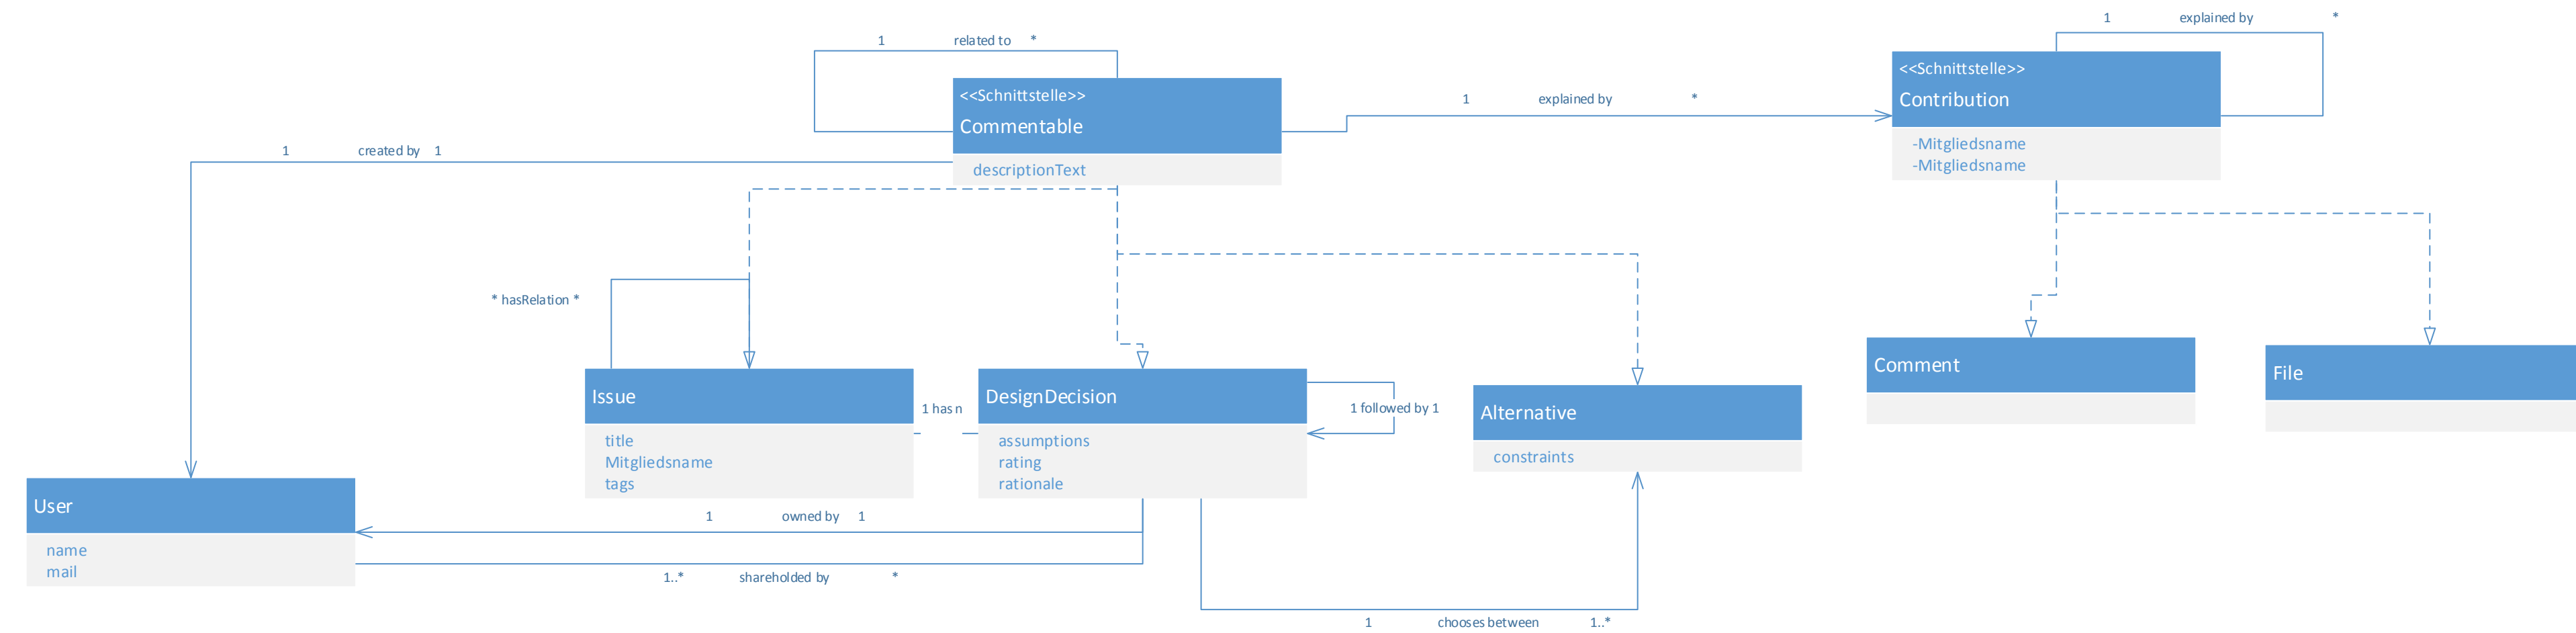 1 explained by *
1 related to *
<<Schnittstelle>>
Contribution
-Mitgliedsname
-Mitgliedsname
<<Schnittstelle>>
Commentable
descriptionText
1 explained by *
1 created by 1
* hasRelation *
Issue
title
Mitgliedsname
tags
1 has n
DesignDecision
assumptions
rating
rationale
1 followed by 1
Alternative
constraints
Comment
File
User
name
mail
1 owned by 1
1..* shareholded by *
1 chooses between 1..*